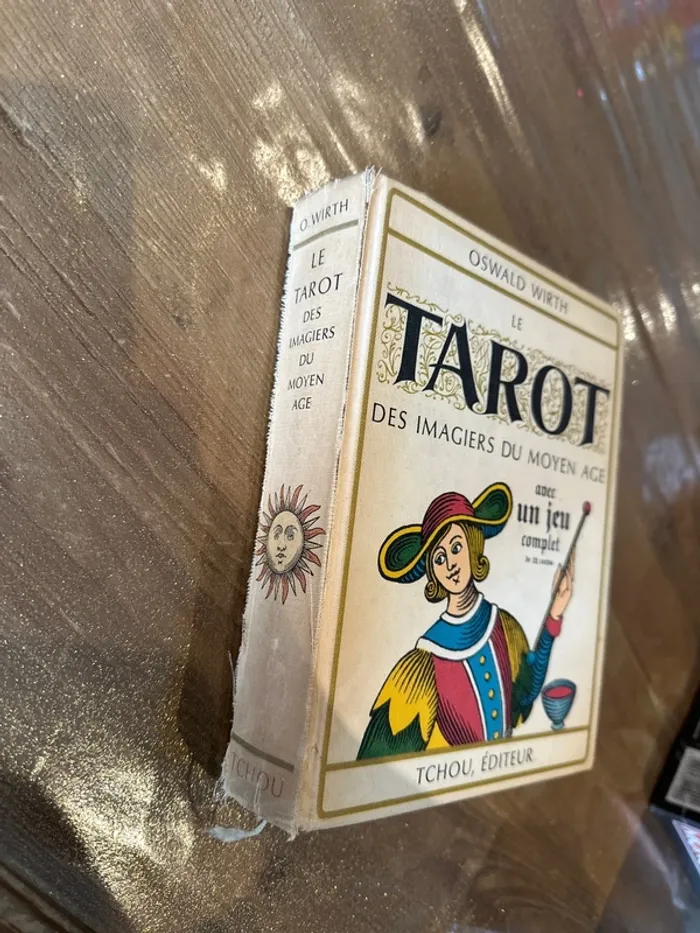 O. WIRTH
LE
TAROT
DES
IMAGIERS
DU
MOYEN
AGE
TCHOU
OSWALD WIRTH
LE
TAROT
DES IMAGIERS DU MOYEN AGE
avec
un jeu
complet
TCHOU, ÉDITEUR